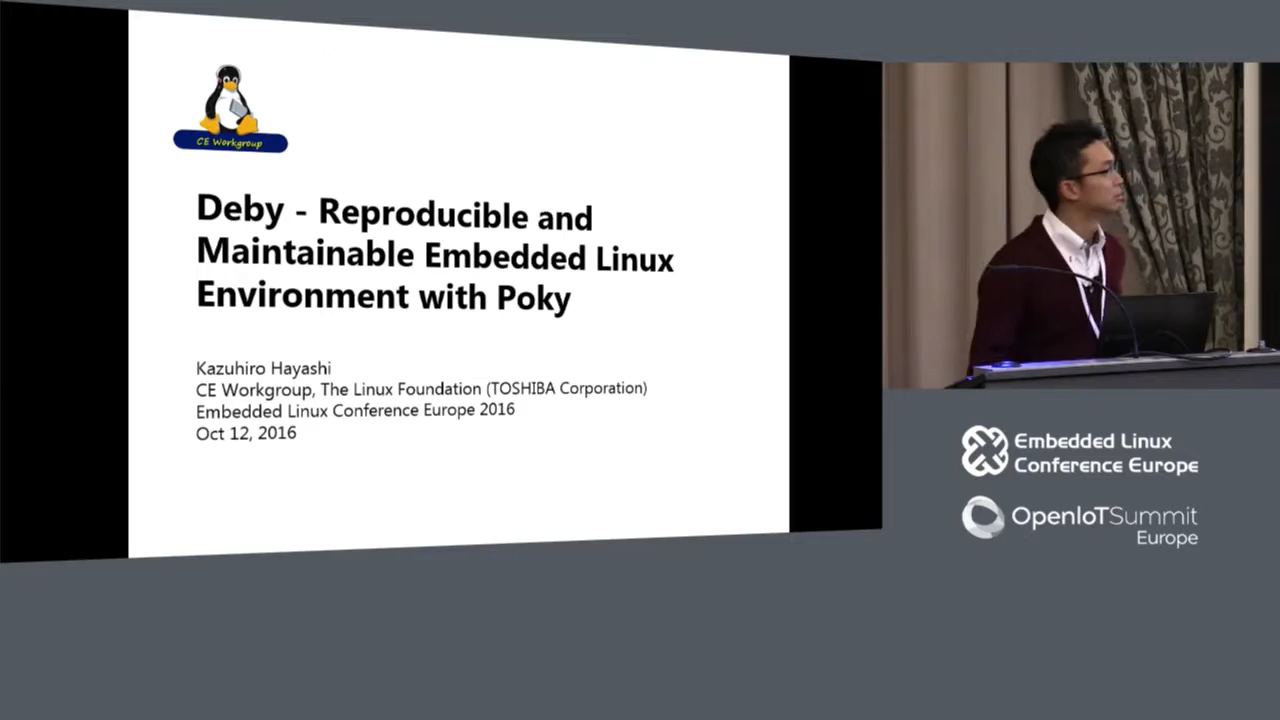 CE Workgroup
Deby - Reproducible and
Maintainable Embedded Linux
Environment with Poky
Kazuhiro Hayashi
CE Workgroup, The Linux Foundation (TOSHIBA Corporation)
Embedded Linux Conference Europe 2016
Oct 12, 2016
Embedded Linux
Conference Europe
OpenIoTSummit
Europe